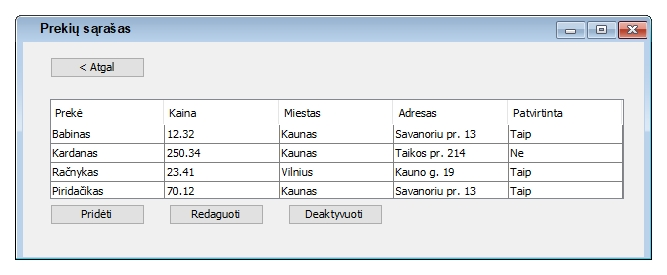 Prekių sąrašas
< Atgal
Prekė Kaina Miestas Adresas Patvirtinta
Babinas 12.32 Kaunas Savanoriu pr. 13 Taip
Kardanas 250.34 Kaunas Taikos pr. 214 Ne
Račnykas 23.41 Vilnius Kauno g. 19 Taip
Piridačikas 70.12 Kaunas Savanoriu pr. 13 Taip
Pridėti Redaguoti Deaktyvuoti